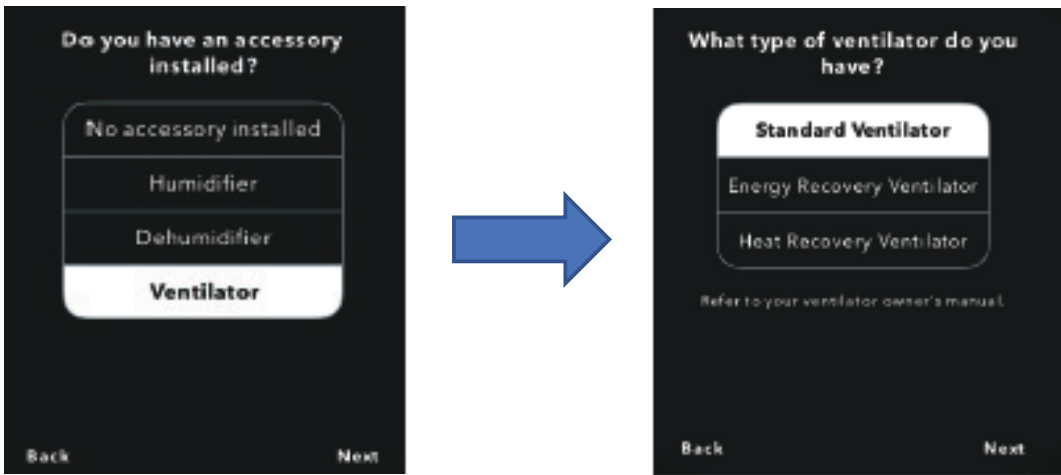 Do you have an accessory
installed?
No accessory installed
Humidifier
Dehumidifier
Ventilator
Back
Next
What type of ventilator do you
have?
Standard Ventilator
Energy Recovery Ventilator
Heat Recovery Ventilator
Refer to your ventilator owner's manual.
Back
Next